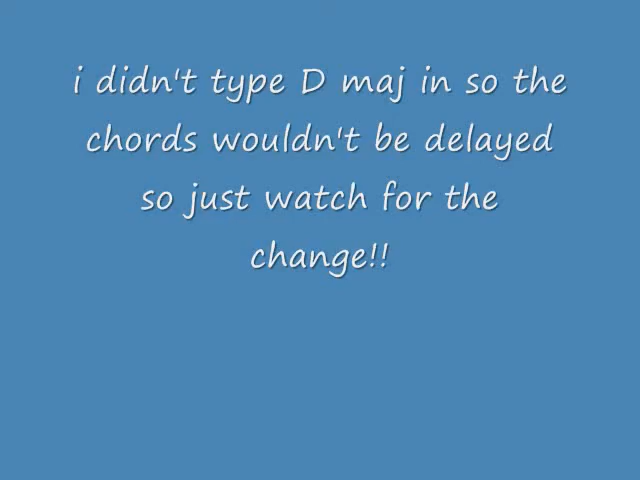 i didn't type D maj in so the
chords wouldn't be delayed
so just watch for the
change!!